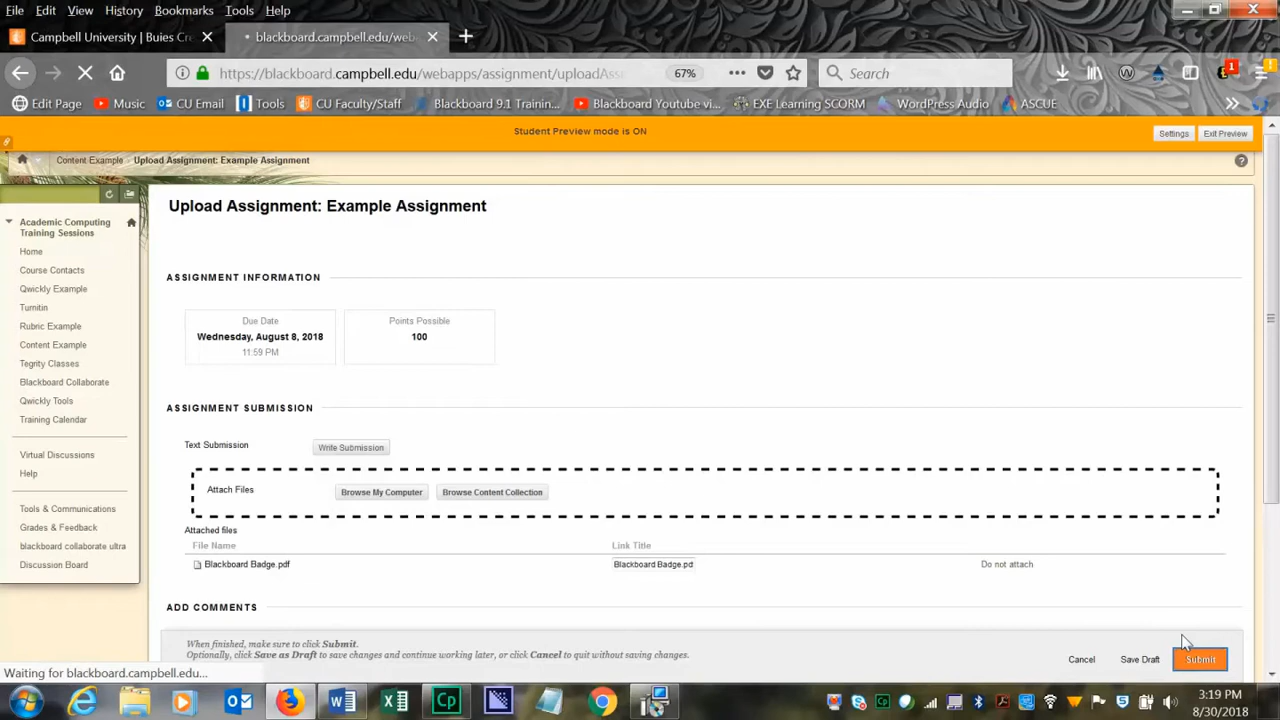 File Edit View History Bookmarks Tools Help
Campbell University | Buies Cre
blackboard.campbell.edu/web
https://blackboard.campbell.edu/webapps/assignment/uploadAss
67%
Search
1
Edit Page Music CU Email Tools CU Faculty/Staff Blackboard 9.1 Trainin... Blackboard Youtube vi... EXE Learning SCORM WordPress Audio ASCUE
Student Preview mode is ON
Settings Exit Preview
Content Example Upload Assignment: Example Assignment
Academic Computing
Training Sessions
Home
Course Contacts
Qwickly Example
Turnitin
Rubric Example
Content Example
Tegrity Classes
Blackboard Collaborate
Qwickly Tools
Training Calendar
Virtual Discussions
Help
Tools & Communications
Grades & Feedback
blackboard collaborate ultra
Discussion Board
Upload Assignment: Example Assignment
ASSIGNMENT INFORMATION
Due Date
Wednesday, August 8, 2018
11:59 PM
Points Possible
100
ASSIGNMENT SUBMISSION
Text Submission Write Submission
Attach Files Browse My Computer Browse Content Collection
Attached files
File Name Link Title
Blackboard Badge.pdf Blackboard Badge.pd Do not attach
ADD COMMENTS
When finished, make sure to click Submit.
Optionally, click Save as Draft to save changes and continue working later, or click Cancel to quit without saving changes.
Cancel Save Draft Submit
Waiting for blackboard.campbell.edu...
3:19 PM
8/30/2018